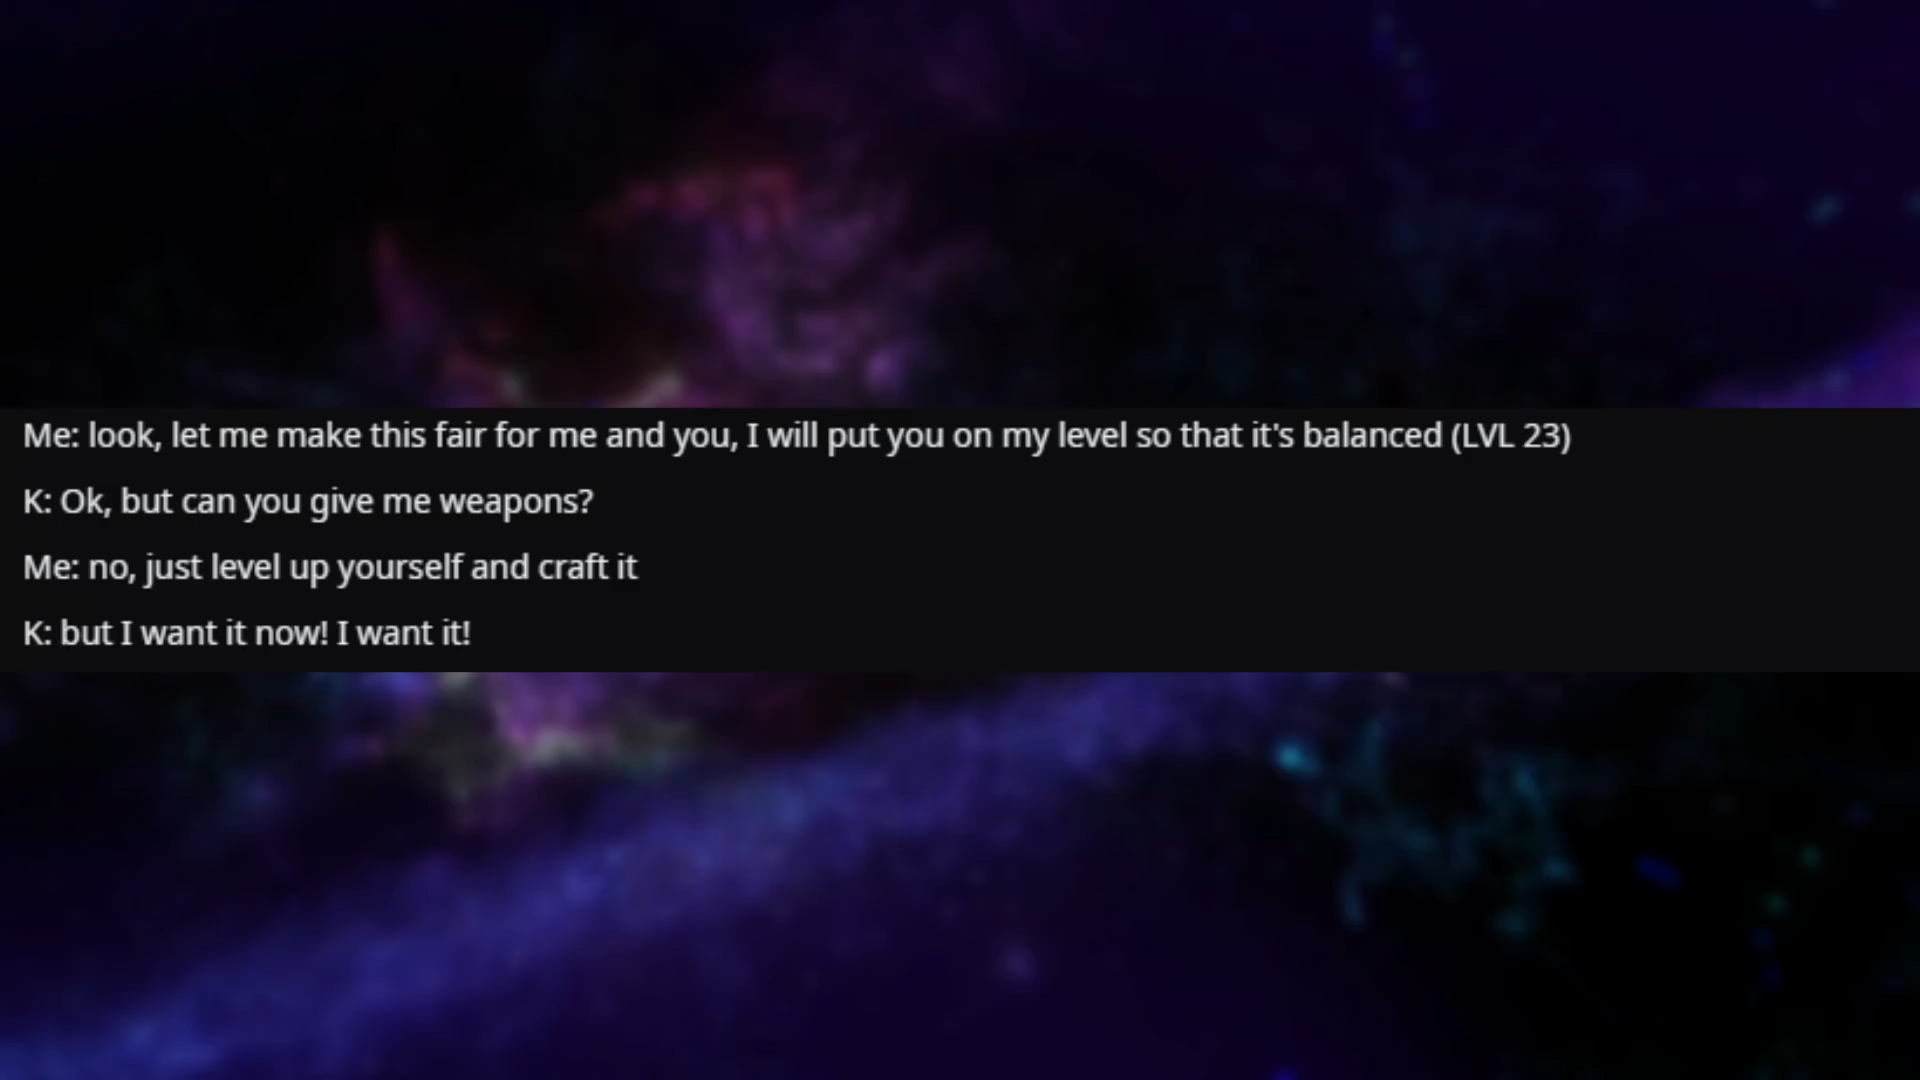 Me: look, let me make this fair for me and you, I will put you on my level so that it's balanced (LVL 23)
K: Ok, but can you give me weapons?
Me: no, just level up yourself and craft it
K: but I want it now! I want it!